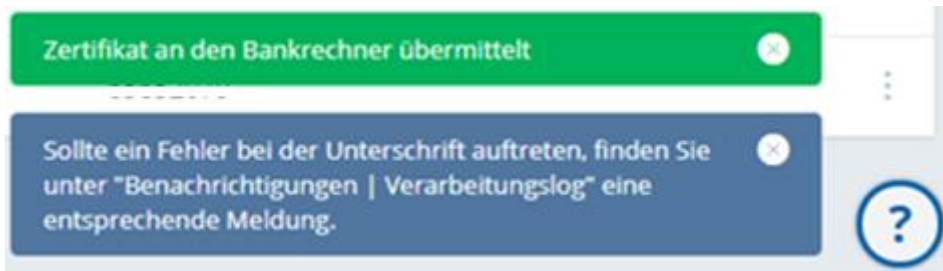 Zertifikat an den Bankrechner übermittelt
Sollte ein Fehler bei der Unterschrift auftreten, finden Sie
unter "Benachrichtigungen | Verarbeitungslog" eine
entsprechende Meldung.
?